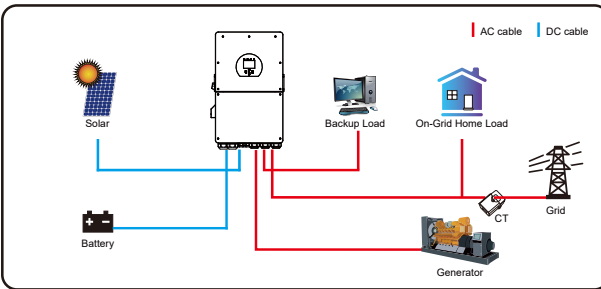 AC cable
DC cable
Solar
Backup Load
On-Grid Home Load
CT
Grid
Battery
Generator